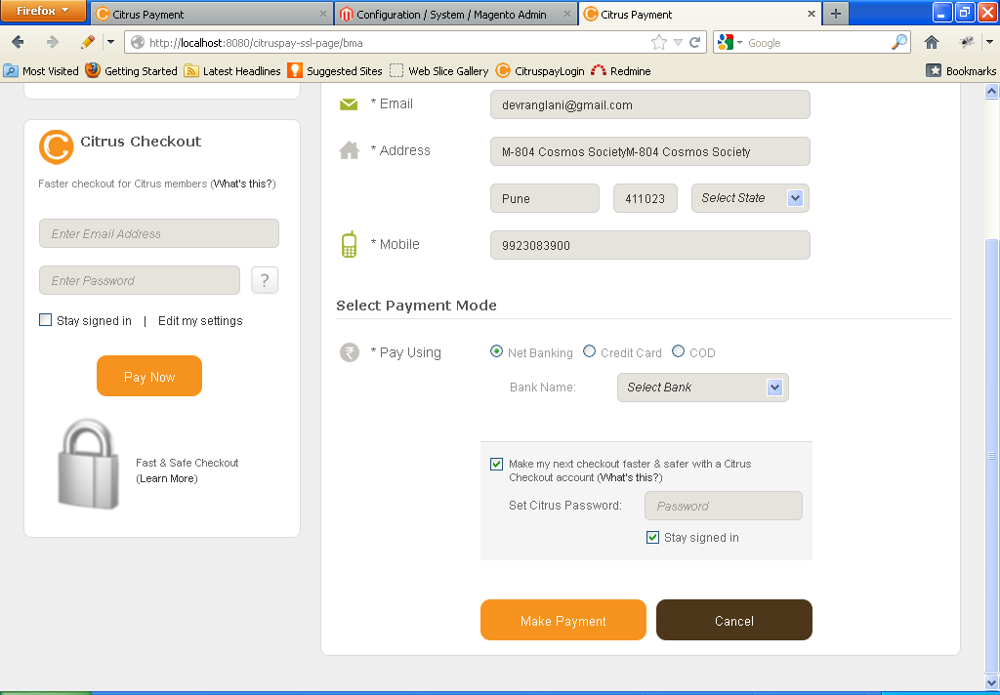 Firefox
Citrus Payment
Configuration / System / Magento Admin
Citrus Payment
http://localhost:8080/citruspay-ssl-page/bma
Google
Most Visited
Getting Started
Latest Headlines
Suggested Sites
Web Slice Gallery
CitruspayLogin
Redmine
Bookmarks
Citrus Checkout
Faster checkout for Citrus members (What's this?)
Enter Email Address
Enter Password
?
Stay signed in | Edit my settings
Pay Now
Fast & Safe Checkout
(Learn More)
* Email
devranglani@gmail.com
* Address
M-804 Cosmos SocietyM-804 Cosmos Society
Pune
411023
Select State
* Mobile
9923083900
Select Payment Mode
* Pay Using
Net Banking
Credit Card
COD
Bank Name:
Select Bank
Make my next checkout faster & safer with a Citrus
Checkout account (What's this?)
Set Citrus Password:
Password
Stay signed in
Make Payment
Cancel